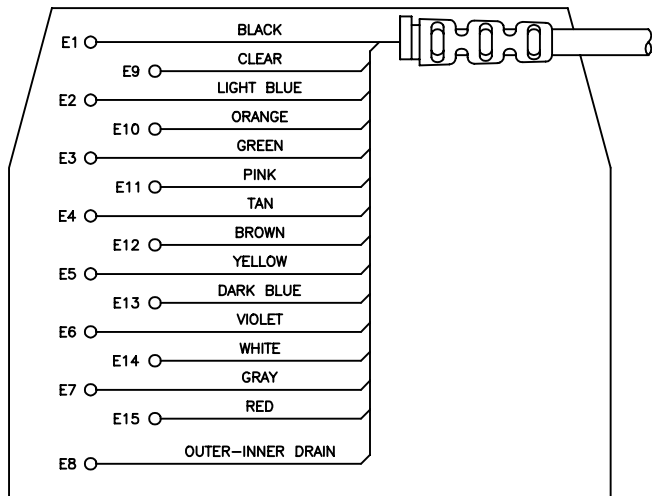 E1 BLACK
E9 CLEAR
E2 LIGHT BLUE
E10 ORANGE
E3 GREEN
E11 PINK
E4 TAN
E12 BROWN
E5 YELLOW
E13 DARK BLUE
E6 VIOLET
E14 WHITE
E7 GRAY
E15 RED
E8 OUTER-INNER DRAIN